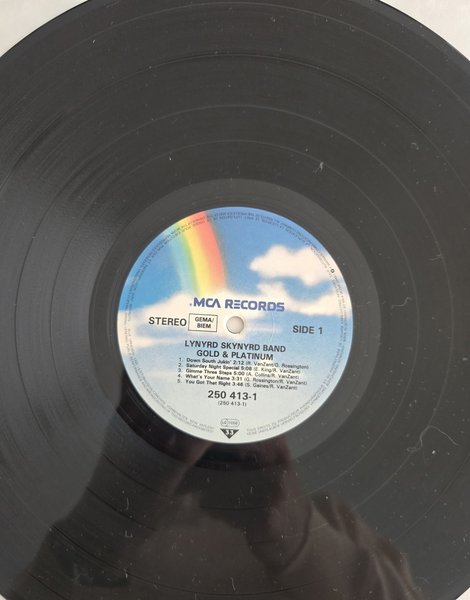 MCA RECORDS
STEREO GEMA/ BIEM SIDE 1
LYNYRD SKYNYRD BAND
GOLD & PLATINUM
1. Down South Jukin' 2:12 (R. VanZant/G. Rossington)
2. Saturday Night Special 5:08 (E. King/R. VanZant)
3. Gimme Three Steps 5:00 (A. Collins/R. VanZant)
4. What's Your Name 3:31 (G. Rossington/R. VanZant)
5. You Got That Right 3:48 (S. Gaines/R. VanZant)
250 413-1
(250 413-1)
33